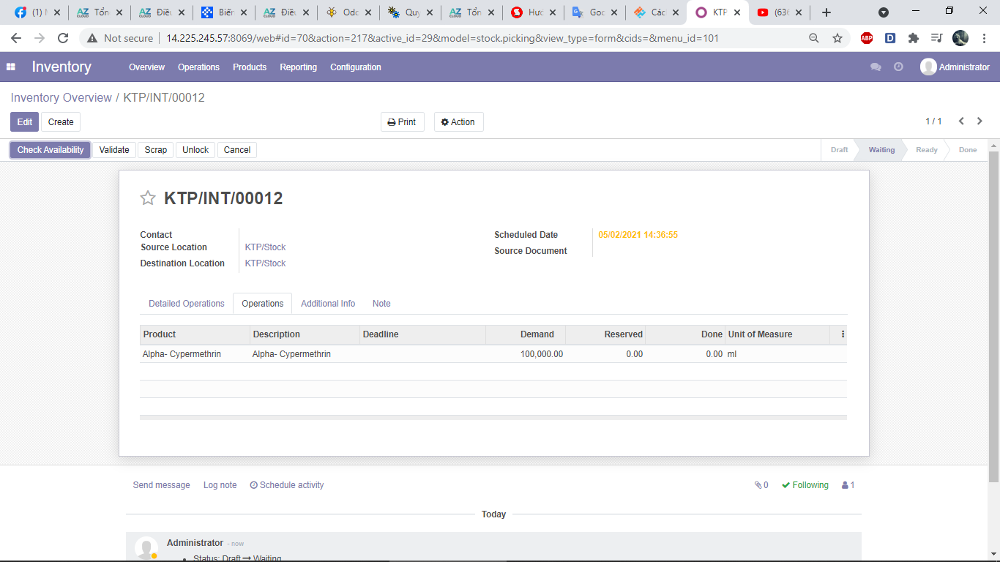 (1) N
Tổn
Điều
Biến
Điều
Odo
Quy
Tổn
Hướ
Goo
Các
KTP
(636
Not secure 14.225.245.57:8069/web#id=70&action=217&active_id=29&model=stock.picking&view_type=form&cids=&menu_id=101
ABP
Inventory Overview Operations Products Reporting Configuration Administrator
Inventory Overview / KTP/INT/00012
Edit Create Print Action 1 / 1
Check Availability Validate Scrap Unlock Cancel Draft Waiting Ready Done
KTP/INT/00012
Contact
Source Location KTP/Stock
Destination Location KTP/Stock
Scheduled Date 05/02/2021 14:36:55
Source Document
Detailed Operations Operations Additional Info Note
Product Description Deadline Demand Reserved Done Unit of Measure
Alpha- Cypermethrin Alpha- Cypermethrin 100,000.00 0.00 0.00 ml
Send message Log note Schedule activity 0 Following 1
Today
Administrator - now
Status: Draft → Waiting